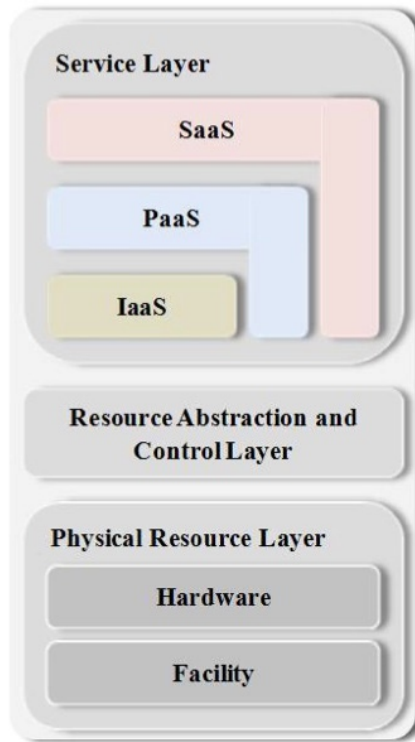 Service Layer
SaaS
PaaS
IaaS
Resource Abstraction and
Control Layer
Physical Resource Layer
Hardware
Facility